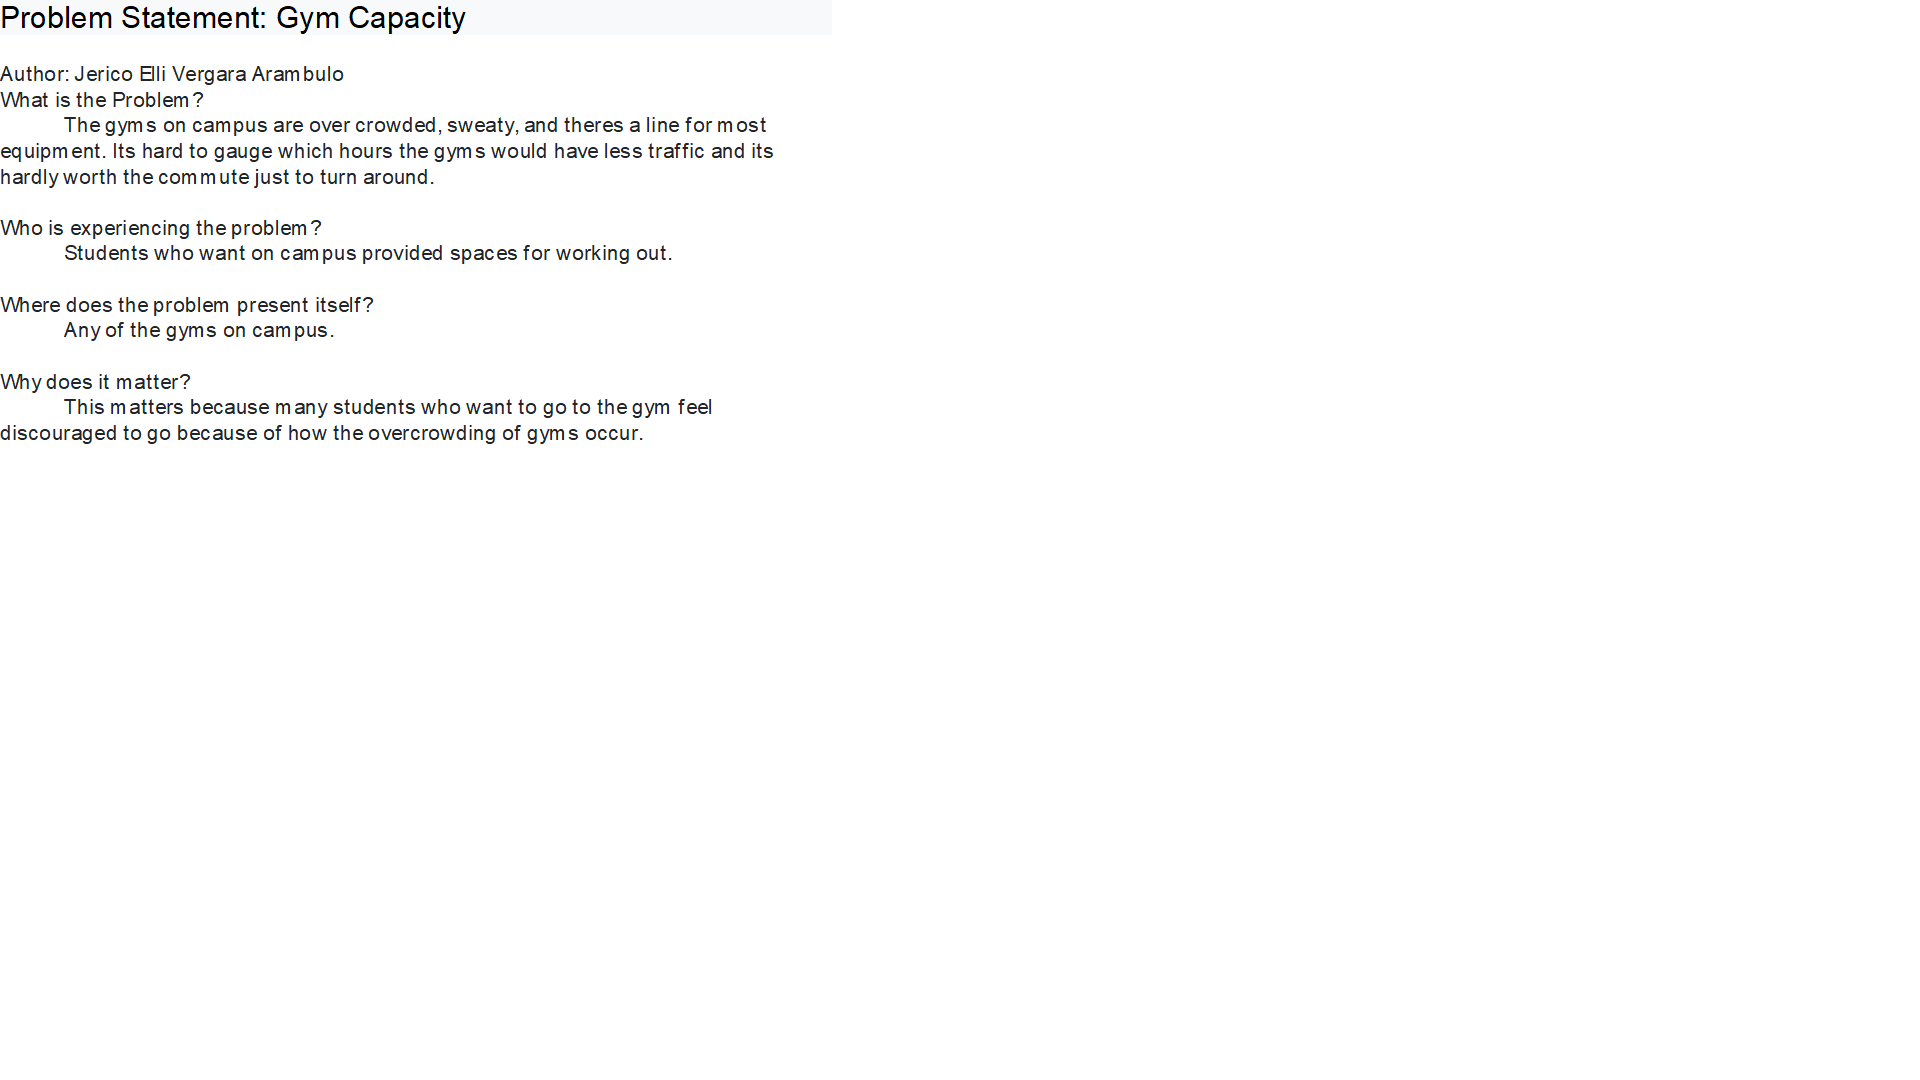 Problem Statement: Gym Capacity
Author: Jerico Elli Vergara Arambulo
What is the Problem?
The gyms on campus are over crowded, sweaty, and theres a line for most
equipment. Its hard to gauge which hours the gyms would have less traffic and its
hardly worth the commute just to turn around.
Who is experiencing the problem?
Students who want on campus provided spaces for working out.
Where does the problem present itself?
Any of the gyms on campus.
Why does it matter?
This matters because many students who want to go to the gym feel
discouraged to go because of how the overcrowding of gyms occur.